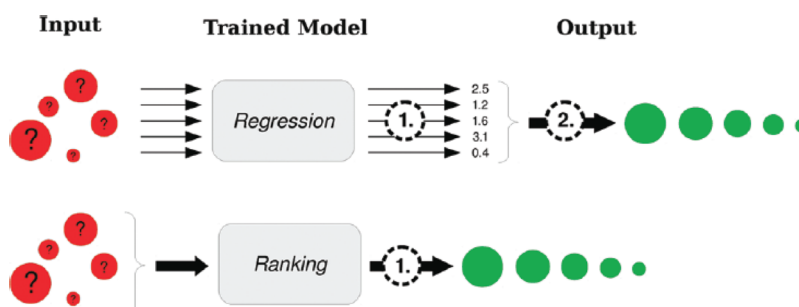 Input Trained Model Output
? ? ? ? ?
Regression
1.
2.5
1.2
1.6
3.1
0.4
2.
? ? ? ? ?
Ranking
1.